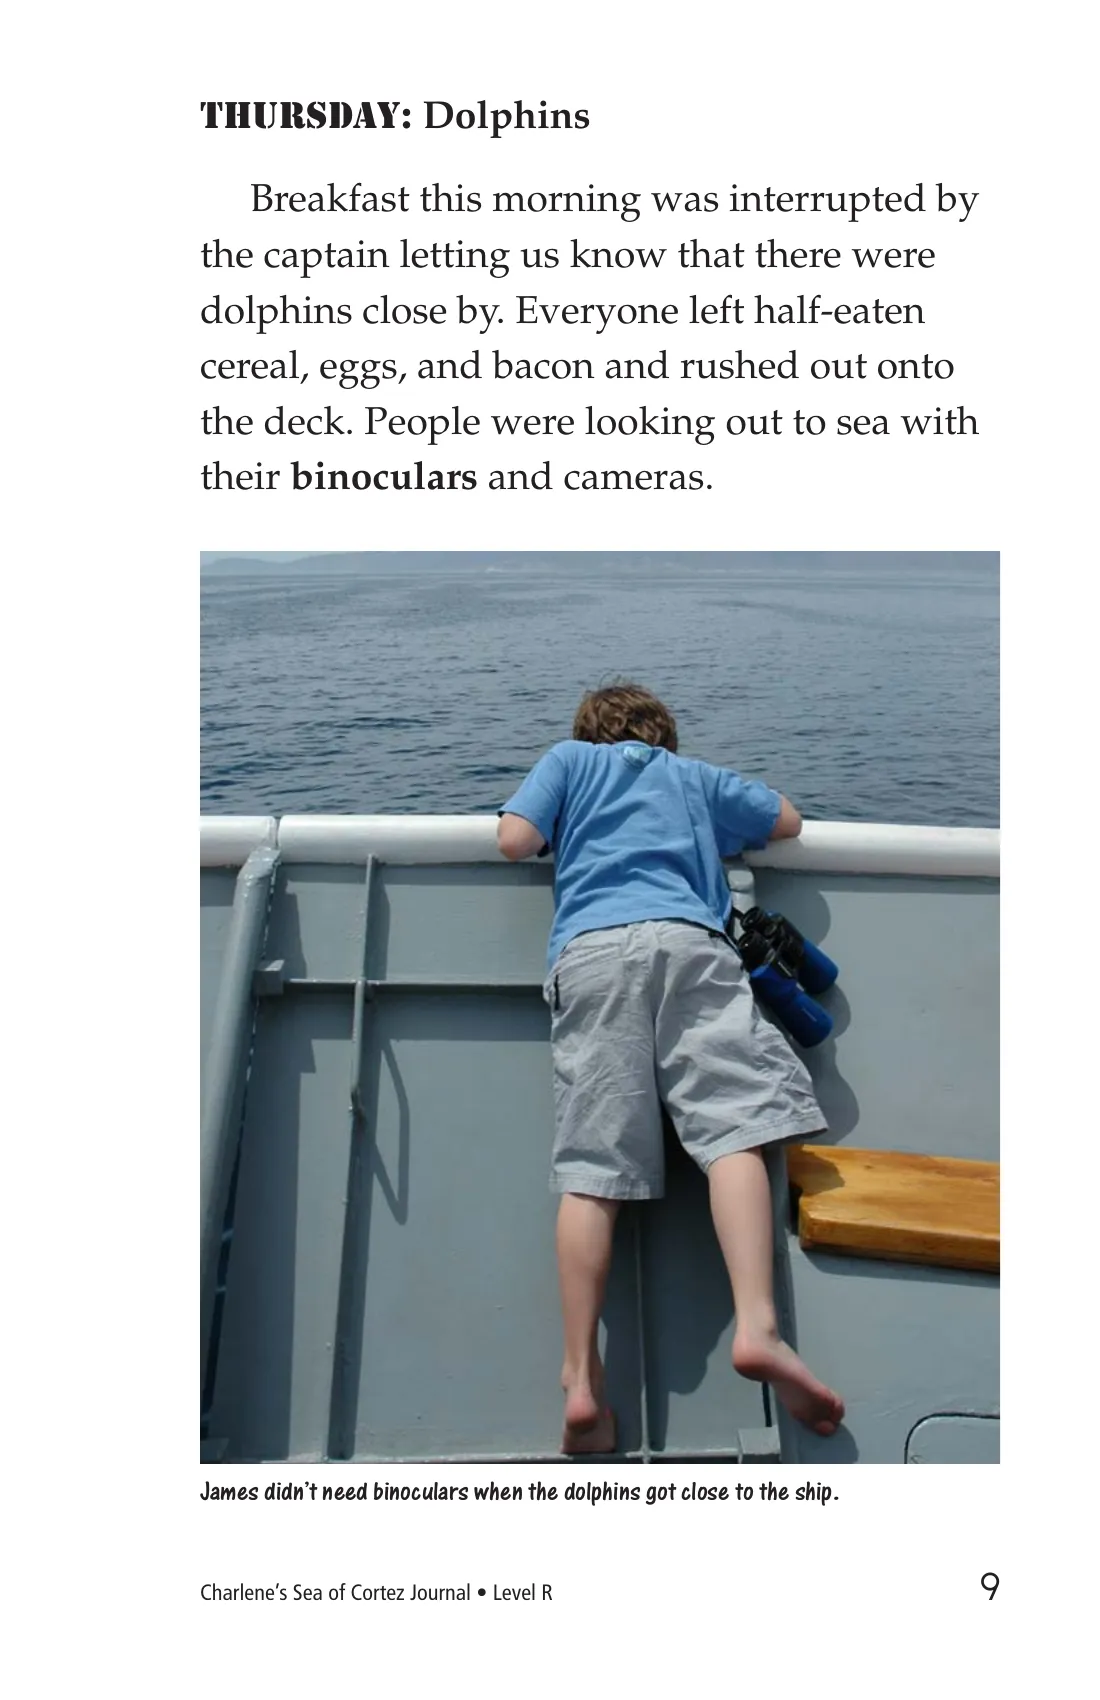 THURSDAY: Dolphins
Breakfast this morning was interrupted by
the captain letting us know that there were
dolphins close by. Everyone left half-eaten
cereal, eggs, and bacon and rushed out onto
the deck. People were looking out to sea with
their binoculars and cameras.
James didn't need binoculars when the dolphins got close to the ship.
Charlene's Sea of Cortez Journal • Level R
9